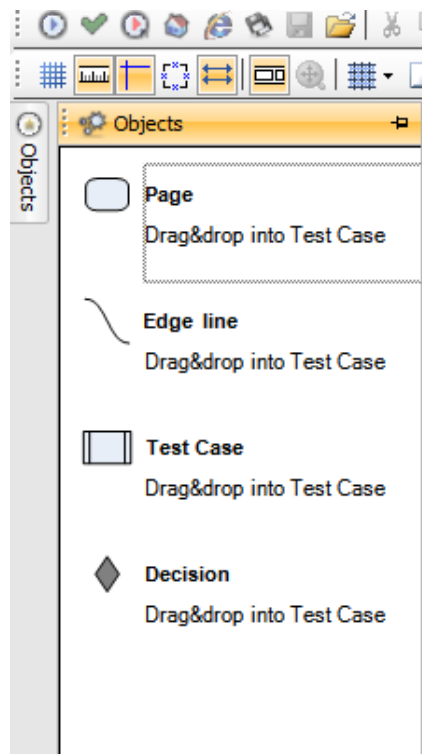 Objects
Objects
Page
Drag&drop into Test Case
Edge line
Drag&drop into Test Case
Test Case
Drag&drop into Test Case
Decision
Drag&drop into Test Case